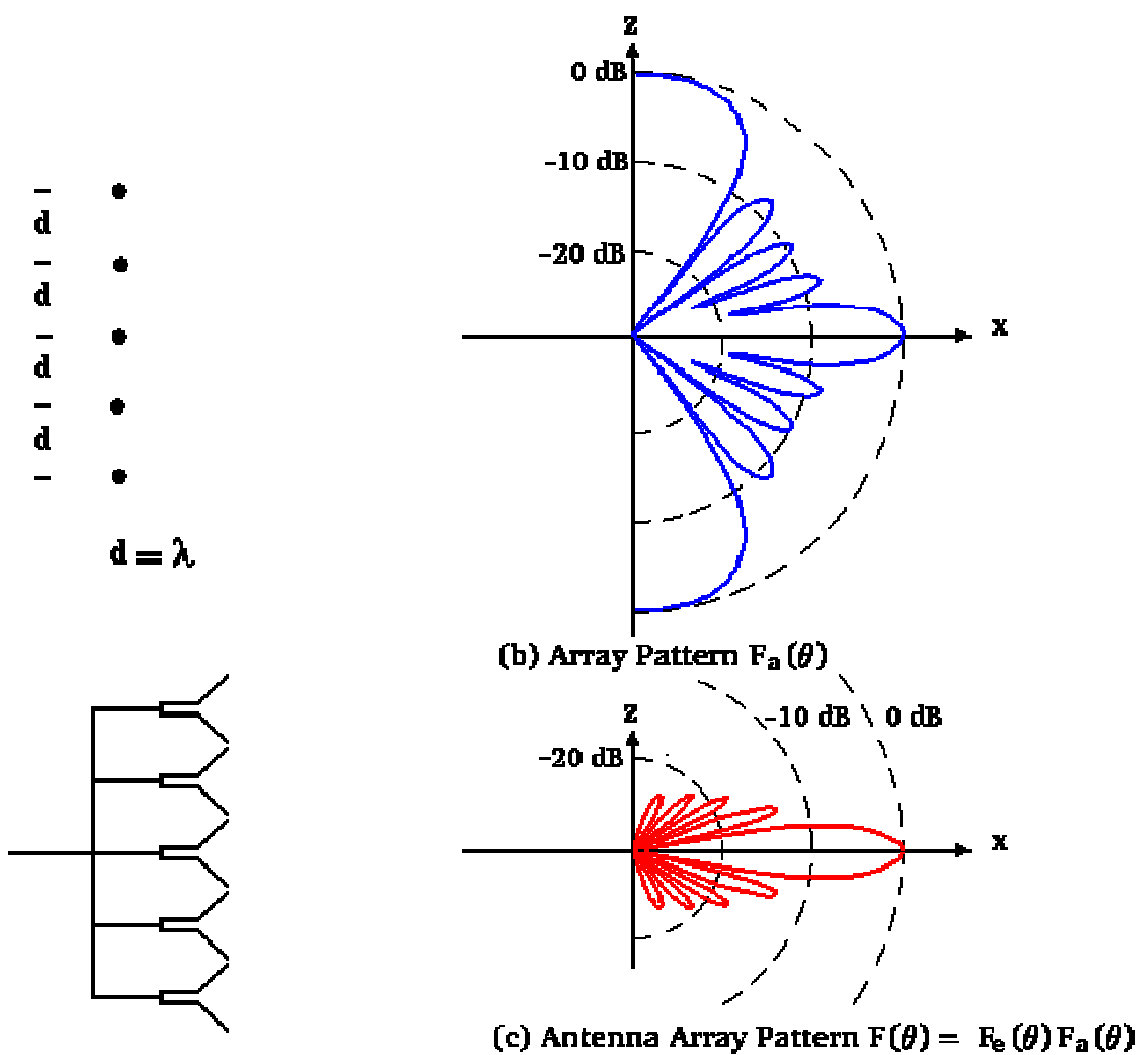 z
0 dB
-10 dB
-20 dB
x
–
d
–
d
–
d
–
d
–
d = λ
(b) Array Pattern Fa(θ)
z
-10 dB
0 dB
-20 dB
x
(c) Antenna Array Pattern F(θ) = Fe(θ)Fa(θ)